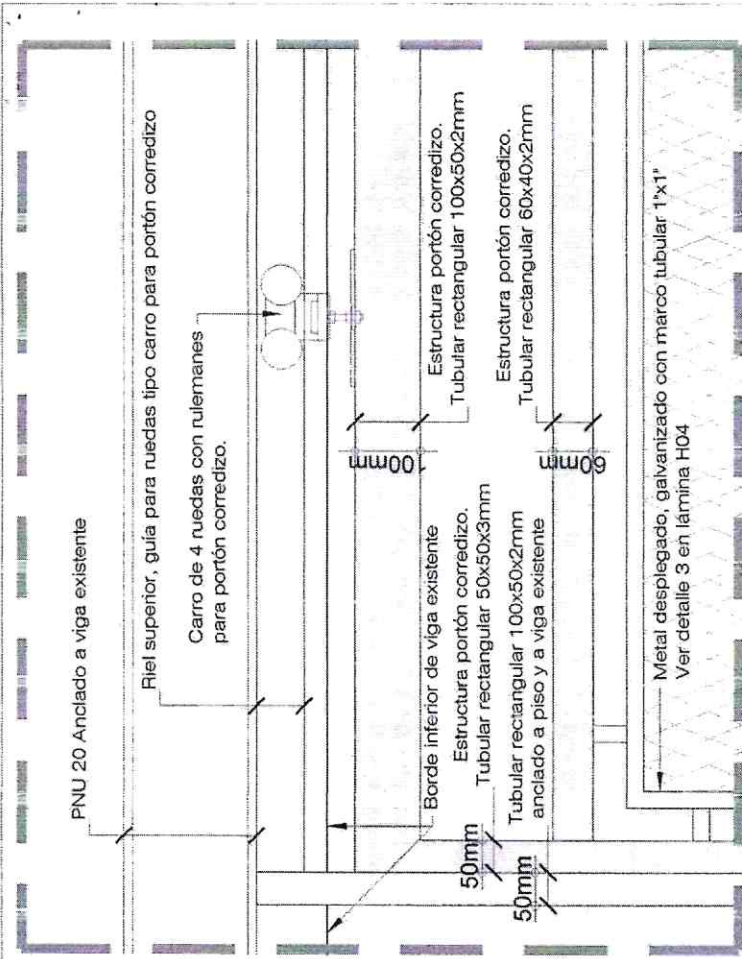 PNU 20 Anclado a viga existente
Riel superior, guía para ruedas tipo carro para portón corredizo
Carro de 4 ruedas con rulemanes
para portón corredizo.
Borde inferior de viga existente
Estructura portón corredizo.
Tubular rectangular 100x50x2mm
100mm
Estructura portón corredizo.
Tubular rectangular 50x50x3mm
50mm
Tubular rectangular 100x50x2mm
anclado a piso y a viga existente
50mm
Estructura portón corredizo.
Tubular rectangular 60x40x2mm
60mm
Metal desplegado, galvanizado con marco tubular 1"x1"
Ver detalle 3 en lámina H04